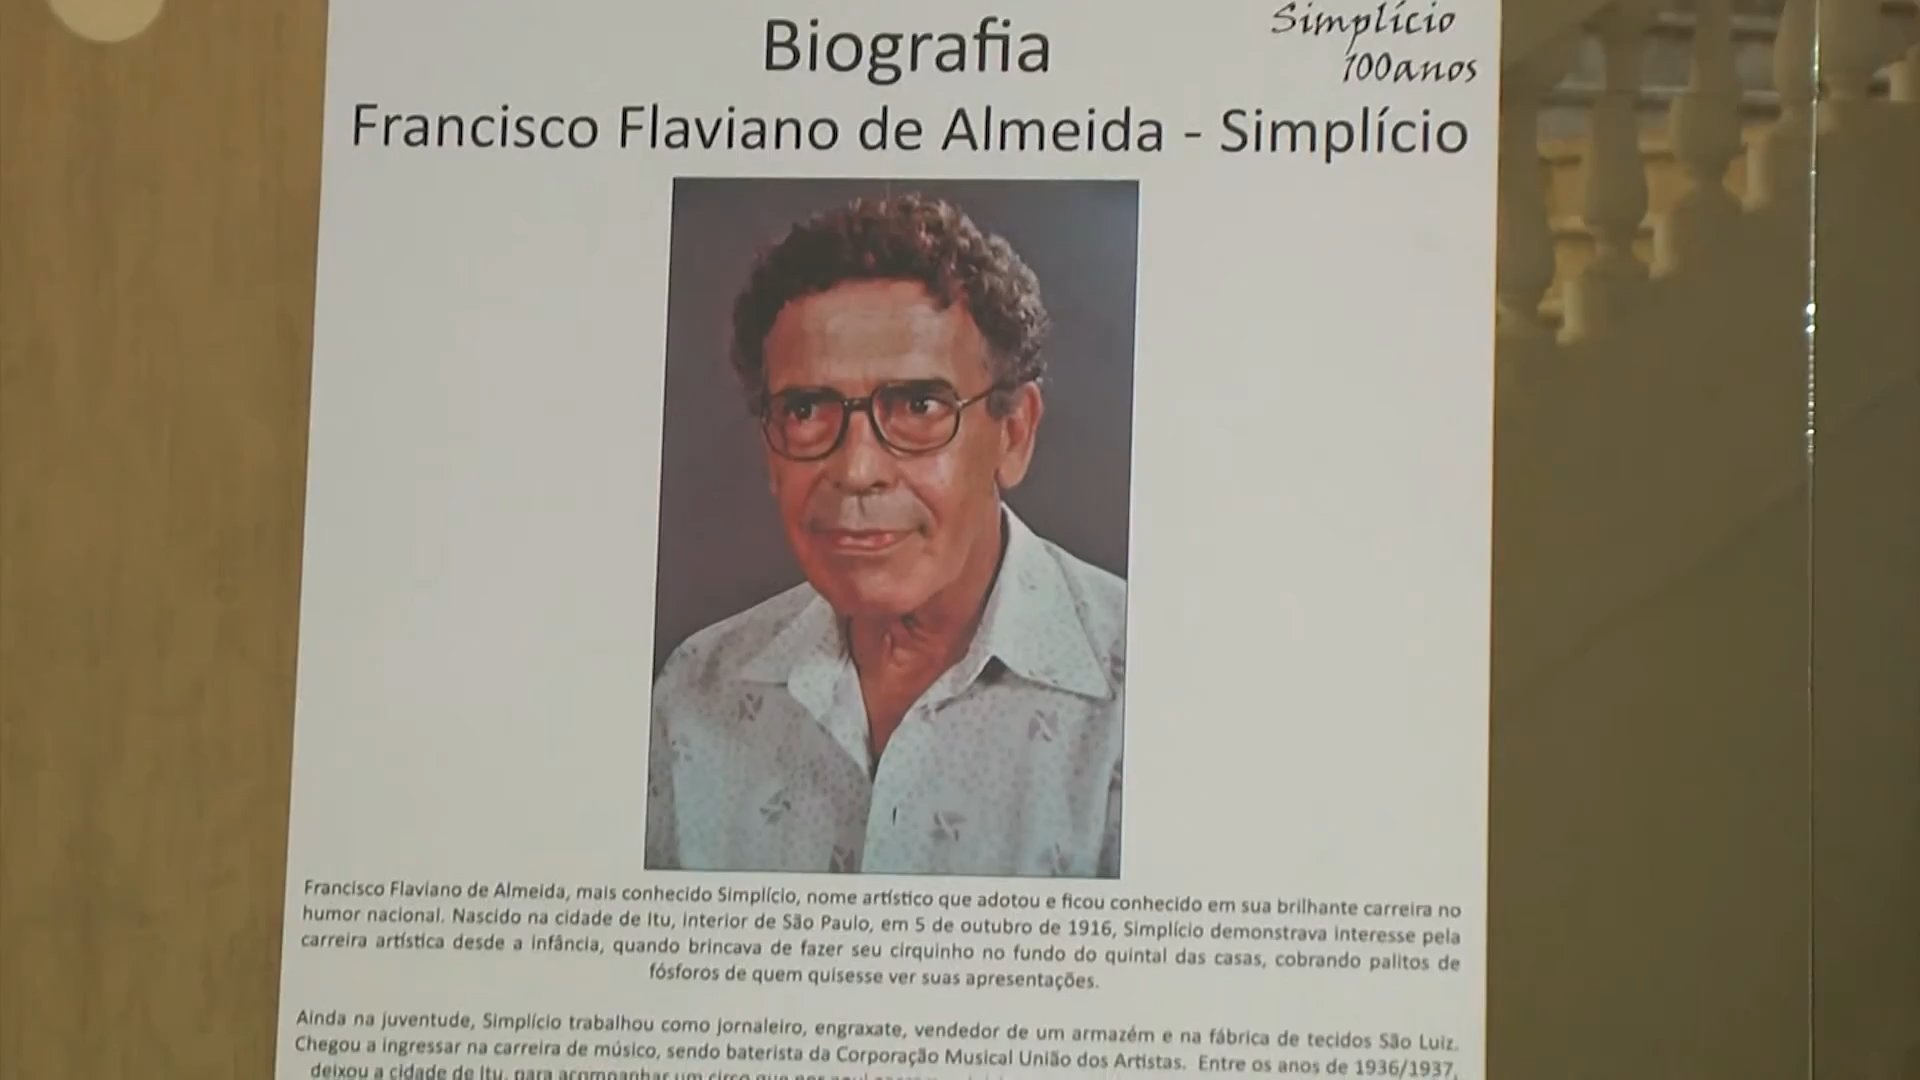 Simplício
100anos
Biografia
Francisco Flaviano de Almeida - Simplício
Francisco Flaviano de Almeida, mais conhecido Simplício, nome artístico que adotou e ficou conhecido em sua brilhante carreira no
humor nacional. Nascido na cidade de Itu, interior de São Paulo, em 5 de outubro de 1916, Simplício demonstrava interesse pela
carreira artística desde a infância, quando brincava de fazer seu cirquinho no fundo do quintal das casas, cobrando palitos de
fósforos de quem quisesse ver suas apresentações.
Ainda na juventude, Simplício trabalhou como jornaleiro, engraxate, vendedor de um armazém e na fábrica de tecidos São Luiz.
Chegou a ingressar na carreira de músico, sendo baterista da Corporação Musical União dos Artistas. Entre os anos de 1936/1937,
deixou a cidade de Itu, para acompanhar um circo que por aqui